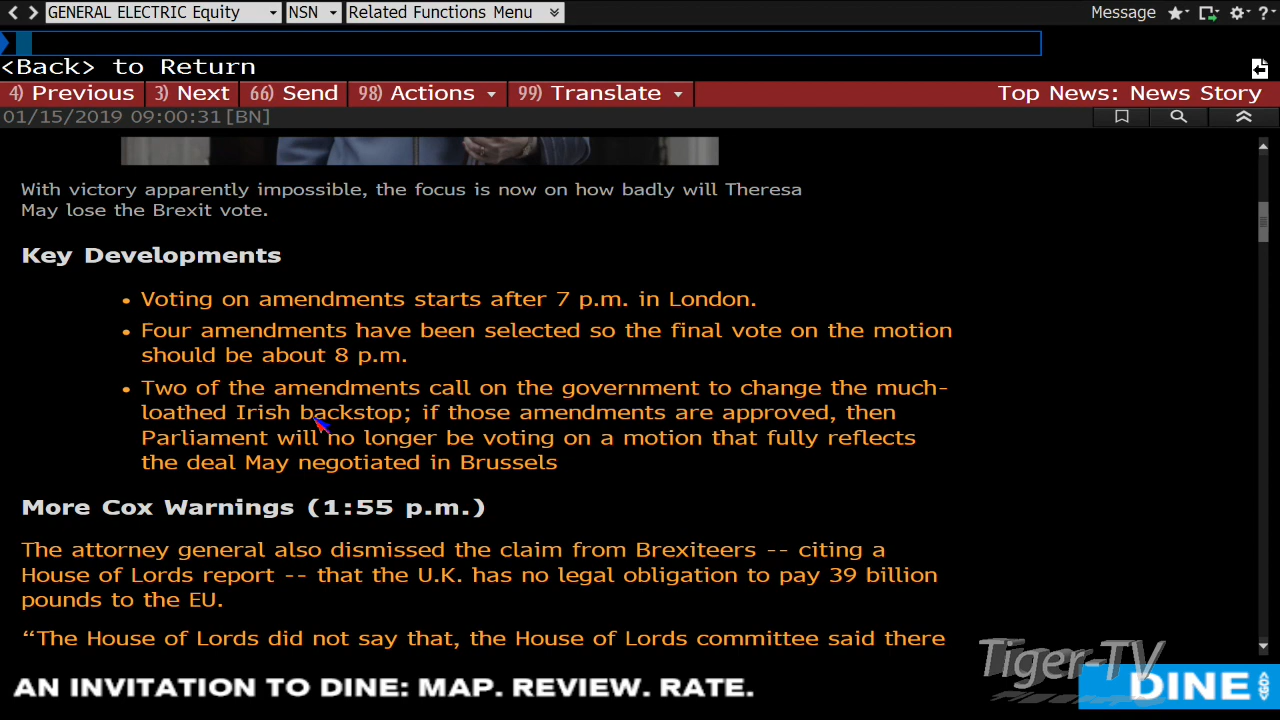 GENERAL ELECTRIC Equity NSN Related Functions Menu Message ?
<Back> to Return
4) Previous 3) Next 66) Send 98) Actions 99) Translate Top News: News Story
01/15/2019 09:00:31[BN]
With victory apparently impossible, the focus is now on how badly will Theresa
May lose the Brexit vote.
Key Developments
• Voting on amendments starts after 7 p.m. in London.
• Four amendments have been selected so the final vote on the motion
should be about 8 p.m.
• Two of the amendments call on the government to change the much-
loathed Irish backstop; if those amendments are approved, then
Parliament will no longer be voting on a motion that fully reflects
the deal May negotiated in Brussels
More Cox Warnings (1:55 p.m.)
The attorney general also dismissed the claim from Brexiteers -- citing a
House of Lords report -- that the U.K. has no legal obligation to pay 39 billion
pounds to the EU.
“The House of Lords did not say that, the House of Lords committee said there
Tiger-TV
AN INVITATION TO DINE: MAP. REVIEW. RATE.
DINE